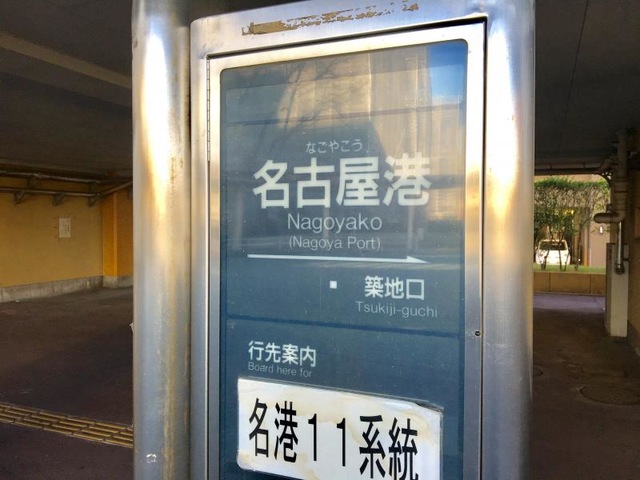 なごやこう
名古屋港
Nagoyako
(Nagoya Port)
築地口
Tsukiji-guchi
行先案内
Board here for
名港11系統